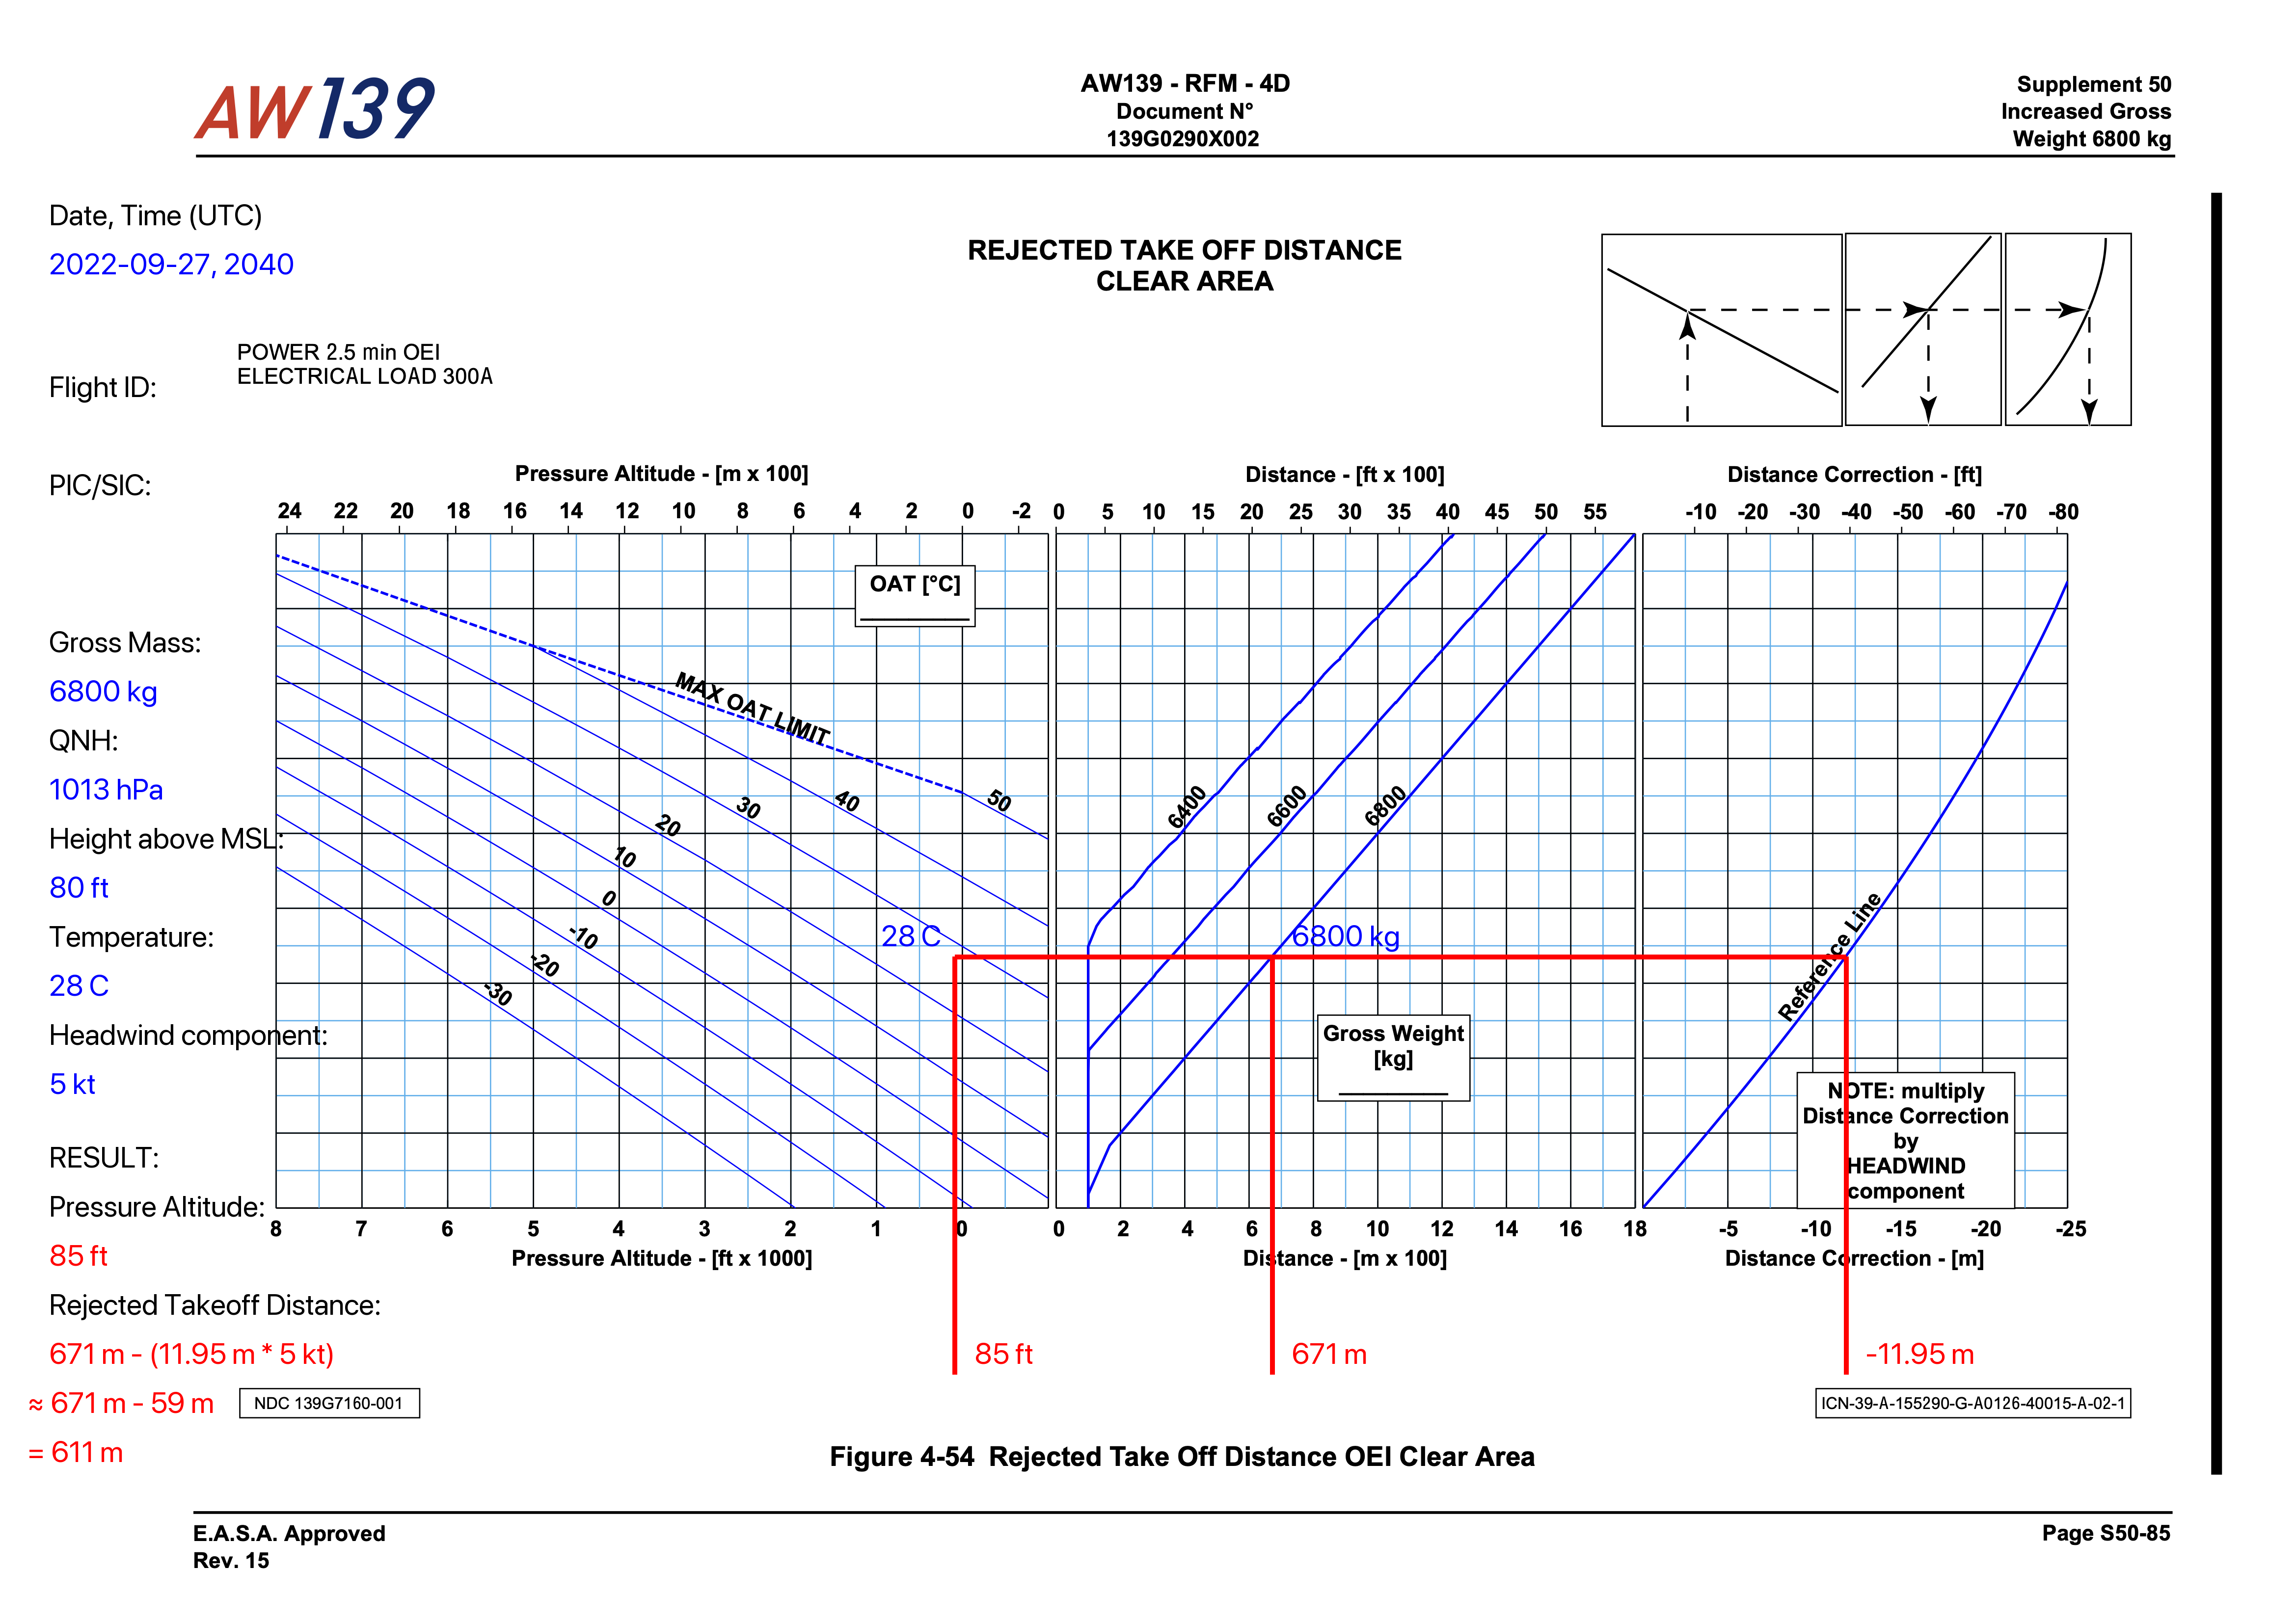 AW139
AW139 - RFM - 4D
Document N°
139G0290X002
Supplement 50
Increased Gross
Weight 6800 kg
Date, Time (UTC)
2022-09-27, 2040
REJECTED TAKE OFF DISTANCE
CLEAR AREA
POWER 2.5 min OEI
ELECTRICAL LOAD 300A
Flight ID:
PIC/SIC:
Pressure Altitude - [m x 100]
24 22 20 18 16 14 12 10 8 6 4 2 0 -2
Distance - [ft x 100]
0 5 10 15 20 25 30 35 40 45 50 55
Distance Correction - [ft]
-10 -20 -30 -40 -50 -60 -70 -80
OAT [°C]
MAX OAT LIMIT
50
40
30
20
10
0
-10
-20
-30
28 C
6400
6600
6800
6800 kg
Gross Weight
[kg]
Reference Line
NOTE: multiply
Distance Correction
by
HEADWIND
component
Gross Mass:
6800 kg
QNH:
1013 hPa
Height above MSL:
80 ft
Temperature:
28 C
Headwind component:
5 kt
RESULT:
Pressure Altitude:
85 ft
Rejected Takeoff Distance:
671 m - (11.95 m * 5 kt)
≈ 671 m - 59 m
= 611 m
8 7 6 5 4 3 2 1 0
Pressure Altitude - [ft x 1000]
0 2 4 6 8 10 12 14 16 18
Distance - [m x 100]
-5 -10 -15 -20 -25
Distance Correction - [m]
85 ft
671 m
-11.95 m
NDC 139G7160-001
ICN-39-A-155290-G-A0126-40015-A-02-1
Figure 4-54 Rejected Take Off Distance OEI Clear Area
E.A.S.A. Approved
Rev. 15
Page S50-85